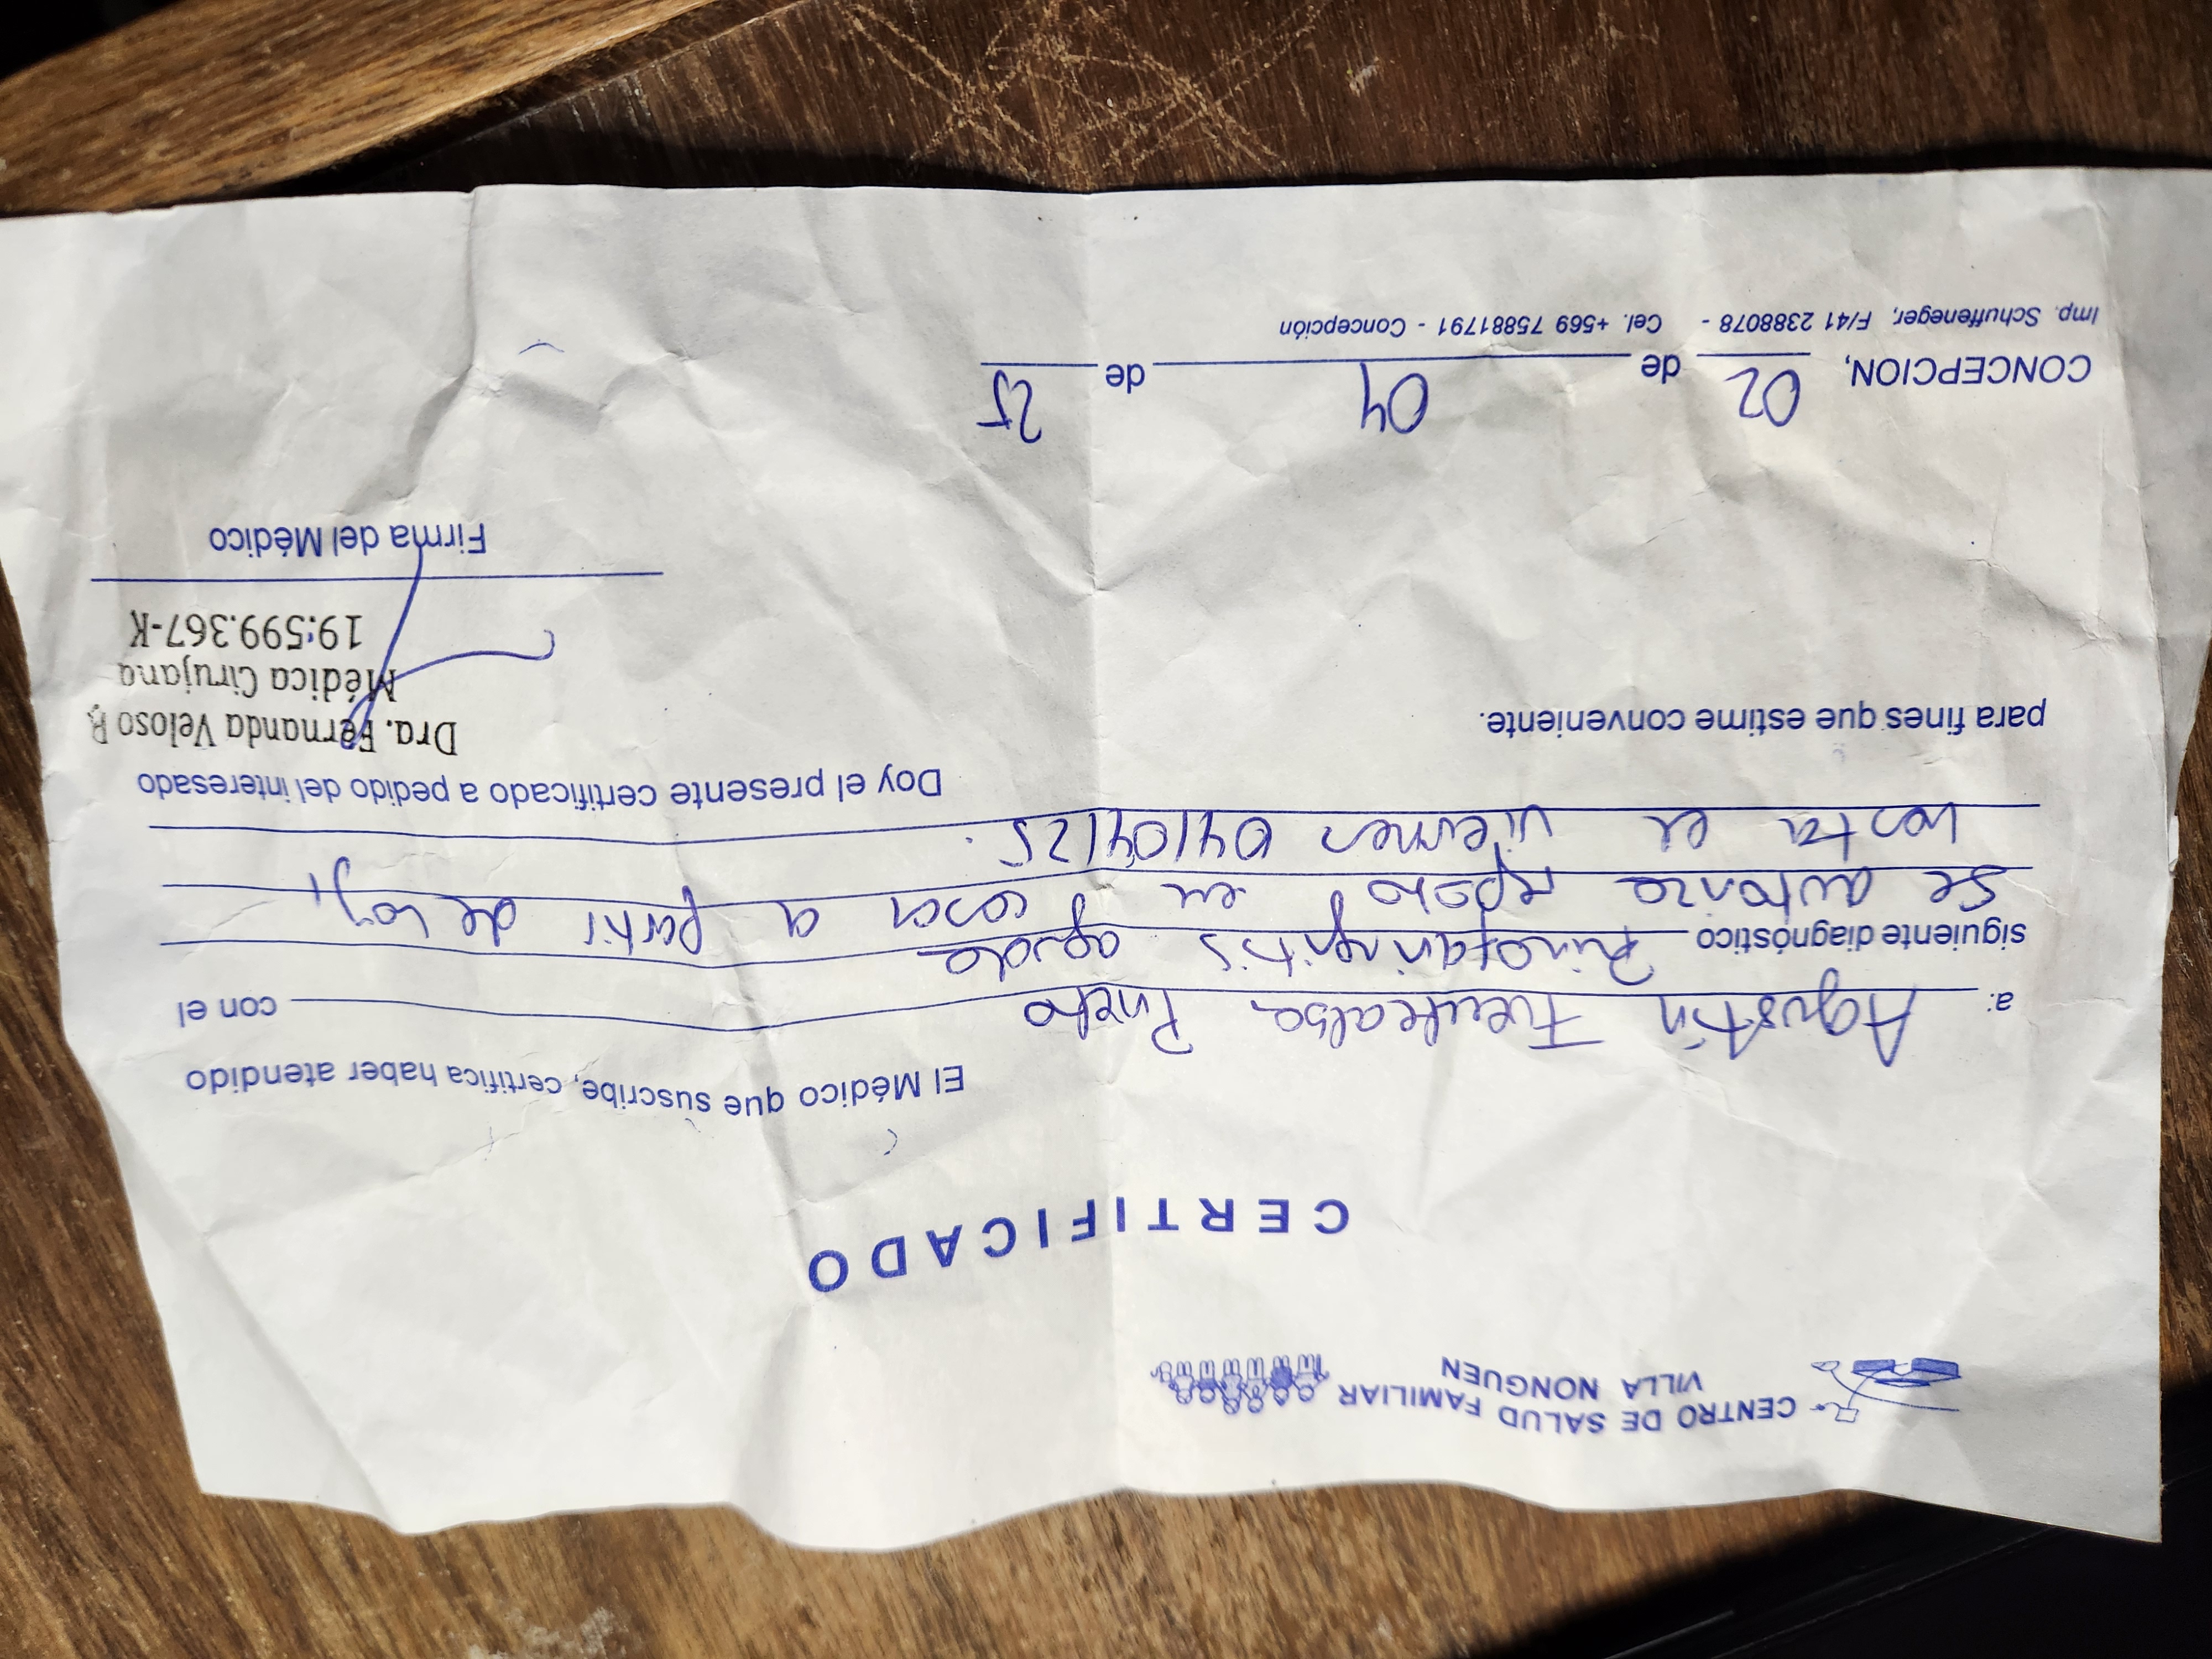 CENTRO DE SALUD FAMILIAR
VILLA NONGUEN
CERTIFICADO
El Médico que suscribe, certifica haber atendido
a: Agustín Fuentealba con el
siguiente diagnóstico Rinofaringitis aguda
se autoriza reposo en casa a partir de hoy,
hasta el viernes 04/04/25.
Doy el presente certificado a pedido del interesado
para fines que estime conveniente.
Dra. Fernanda Veloso
Médica Cirujana
19.599.367-K
Firma del Médico
CONCEPCION, 02 de 04 de 25
Imp. Schuffeneger, F/41 2388078 - Cel. +569 75881791 - Concepción